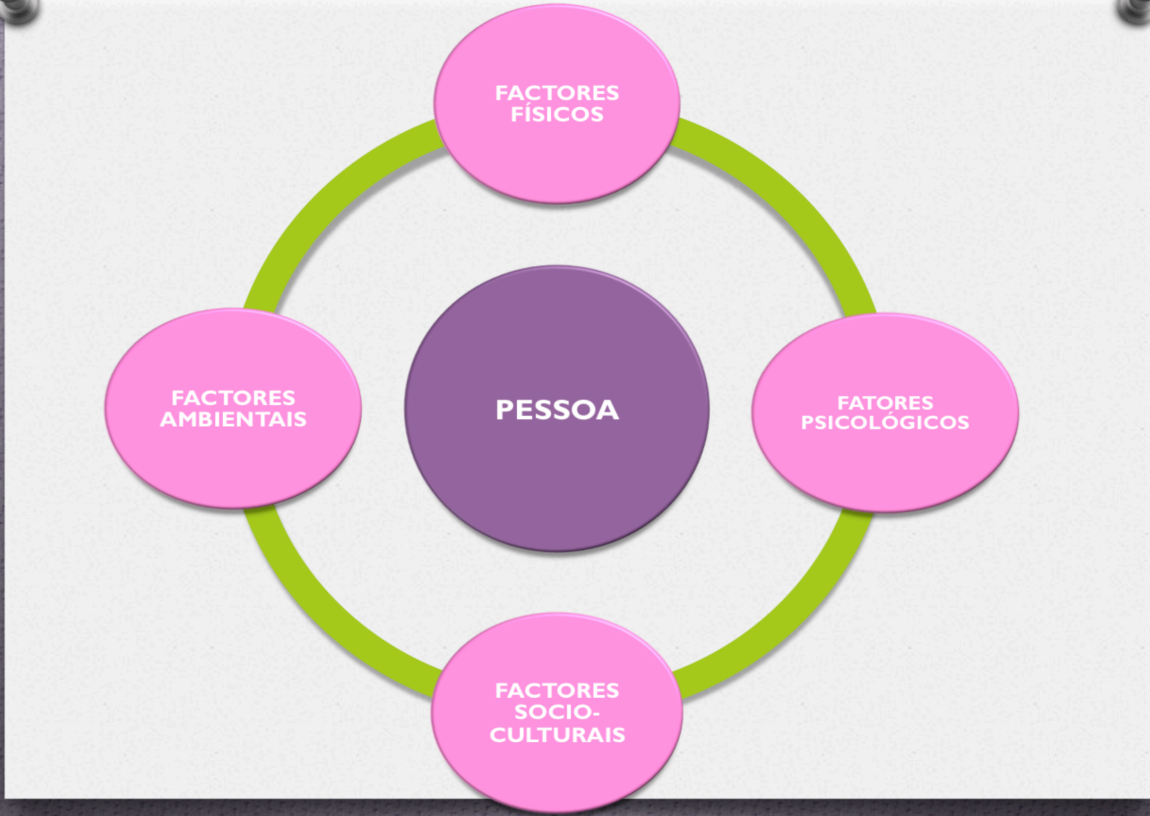 FACTORES
FÍSICOS
FACTORES
AMBIENTAIS
PESSOA
FATORES
PSICOLÓGICOS
FACTORES
SOCIO-
CULTURAIS